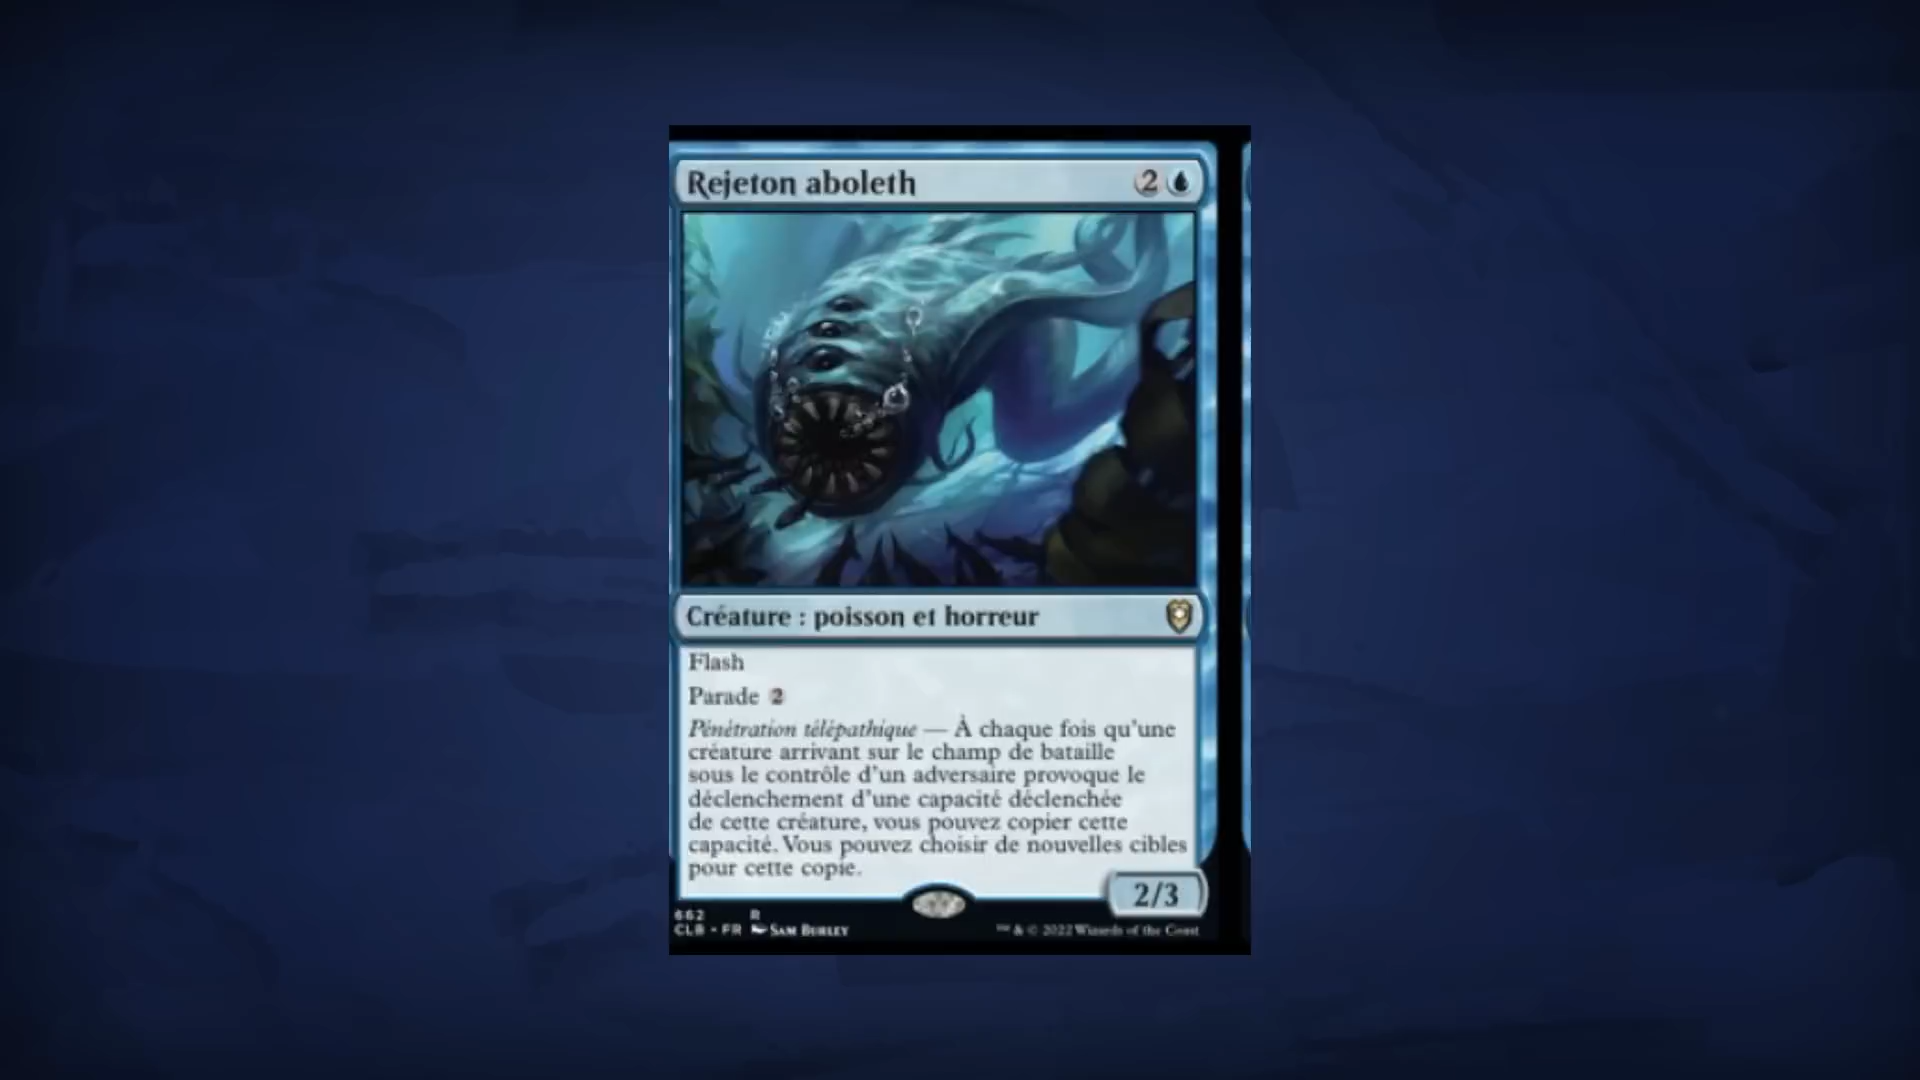 Rejeton aboleth 2
Créature : poisson et horreur
Flash
Parade 2
Pénétration télépathique — À chaque fois qu'une
créature arrivant sur le champ de bataille
sous le contrôle d'un adversaire provoque le
déclenchement d'une capacité déclenchée
de cette créature, vous pouvez copier cette
capacité. Vous pouvez choisir de nouvelles cibles
pour cette copie.
2/3
662 R
CLB • FR Sam Burley
™ & © 2022 Wizards of the Coast